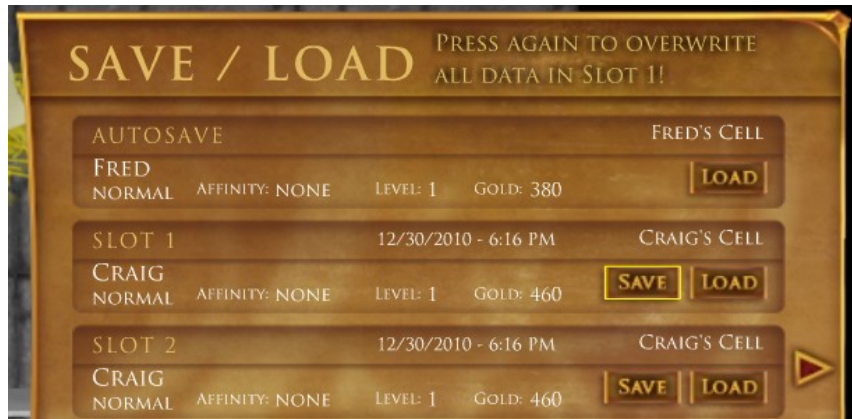 SAVE / LOAD
PRESS AGAIN TO OVERWRITE
ALL DATA IN SLOT 1!
AUTOSAVE FRED'S CELL
FRED
NORMAL AFFINITY: NONE LEVEL: 1 GOLD: 380 LOAD
SLOT 1 12/30/2010 - 6:16 PM CRAIG'S CELL
CRAIG SAVE LOAD
NORMAL AFFINITY: NONE LEVEL: 1 GOLD: 460
SLOT 2 12/30/2010 - 6:16 PM CRAIG'S CELL
CRAIG SAVE LOAD
NORMAL AFFINITY: NONE LEVEL: 1 GOLD: 460